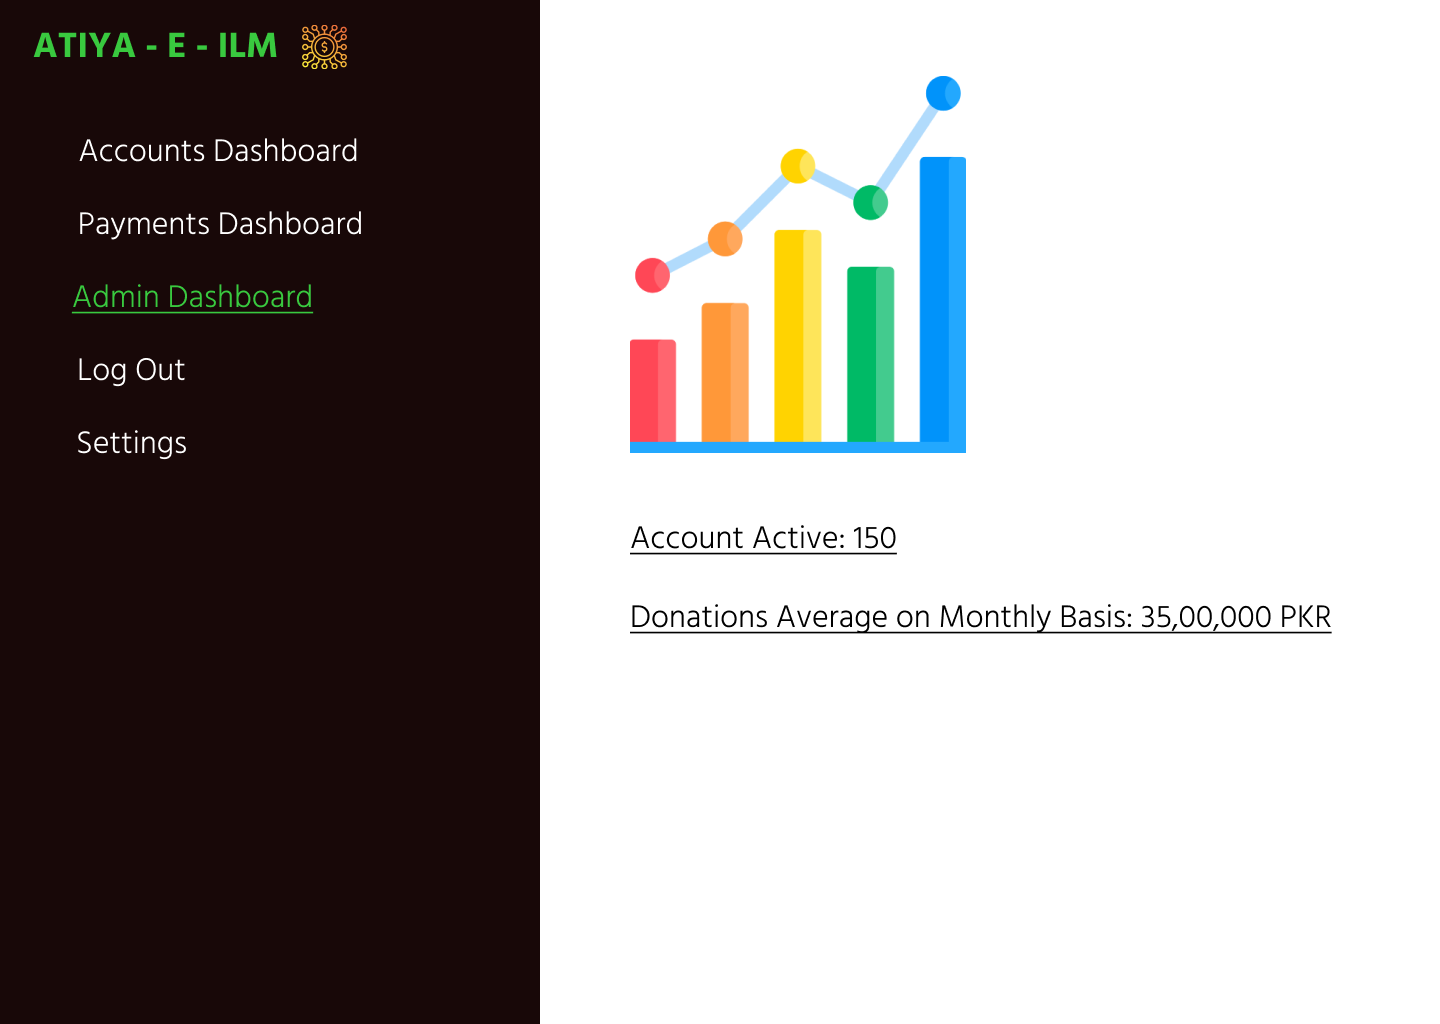 ATIYA - E - ILM
Accounts Dashboard
Payments Dashboard
Admin Dashboard
Log Out
Settings
Account Active: 150
Donations Average on Monthly Basis: 35,00,000 PKR